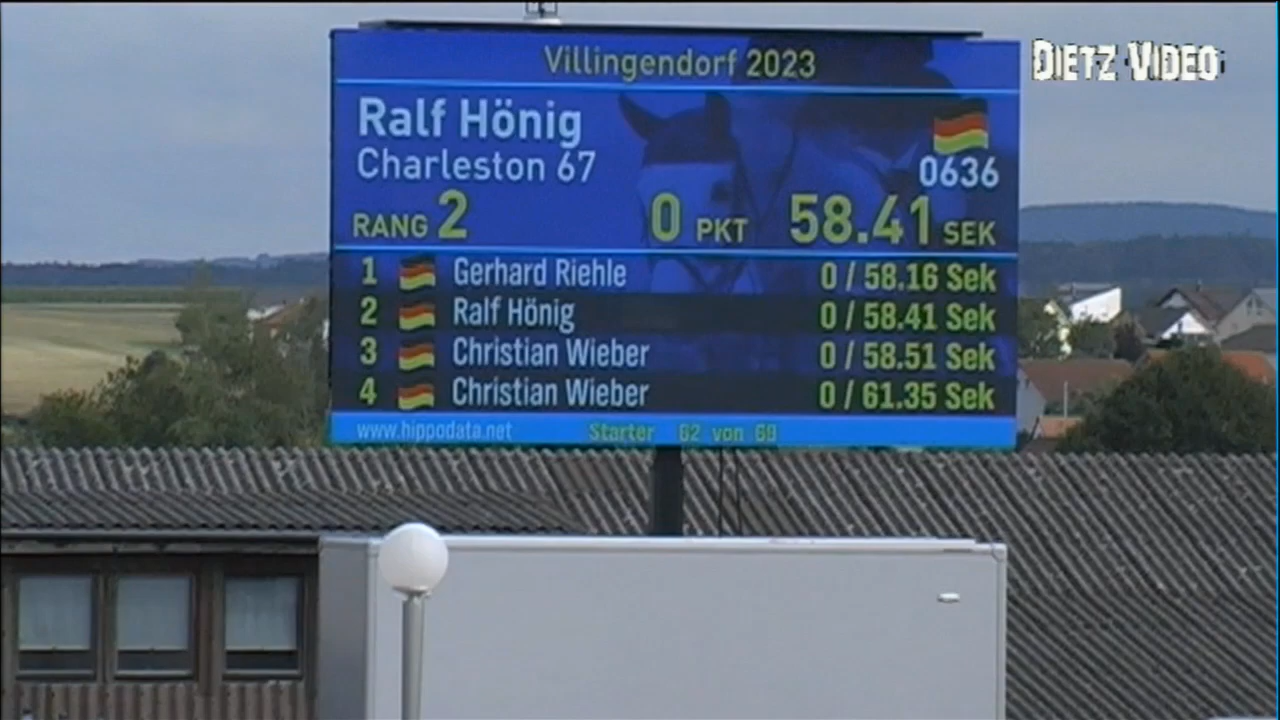 DIETZ VIDEO
Villingendorf 2023
Ralf Hönig
Charleston 67
0636
RANG 2 0 PKT 58.41 SEK
1 Gerhard Riehle 0 / 58.16 Sek
2 Ralf Hönig 0 / 58.41 Sek
3 Christian Wieber 0 / 58.51 Sek
4 Christian Wieber 0 / 61.35 Sek
www.hippodata.net Starter 62 von